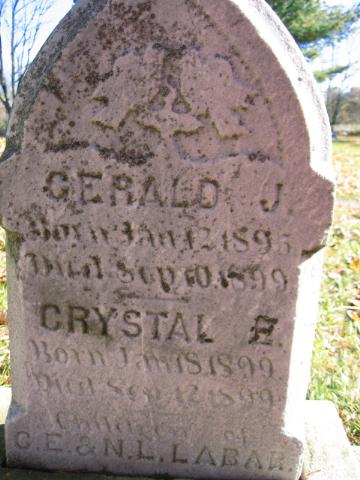 GERALD J.
Born Jan. 12, 1895
Died Sep. 10, 1899
CRYSTAL E.
Born Jan. 18, 1899.
Died Sep. 12, 1899.
Children of
C.E. & N.L. LABAR.